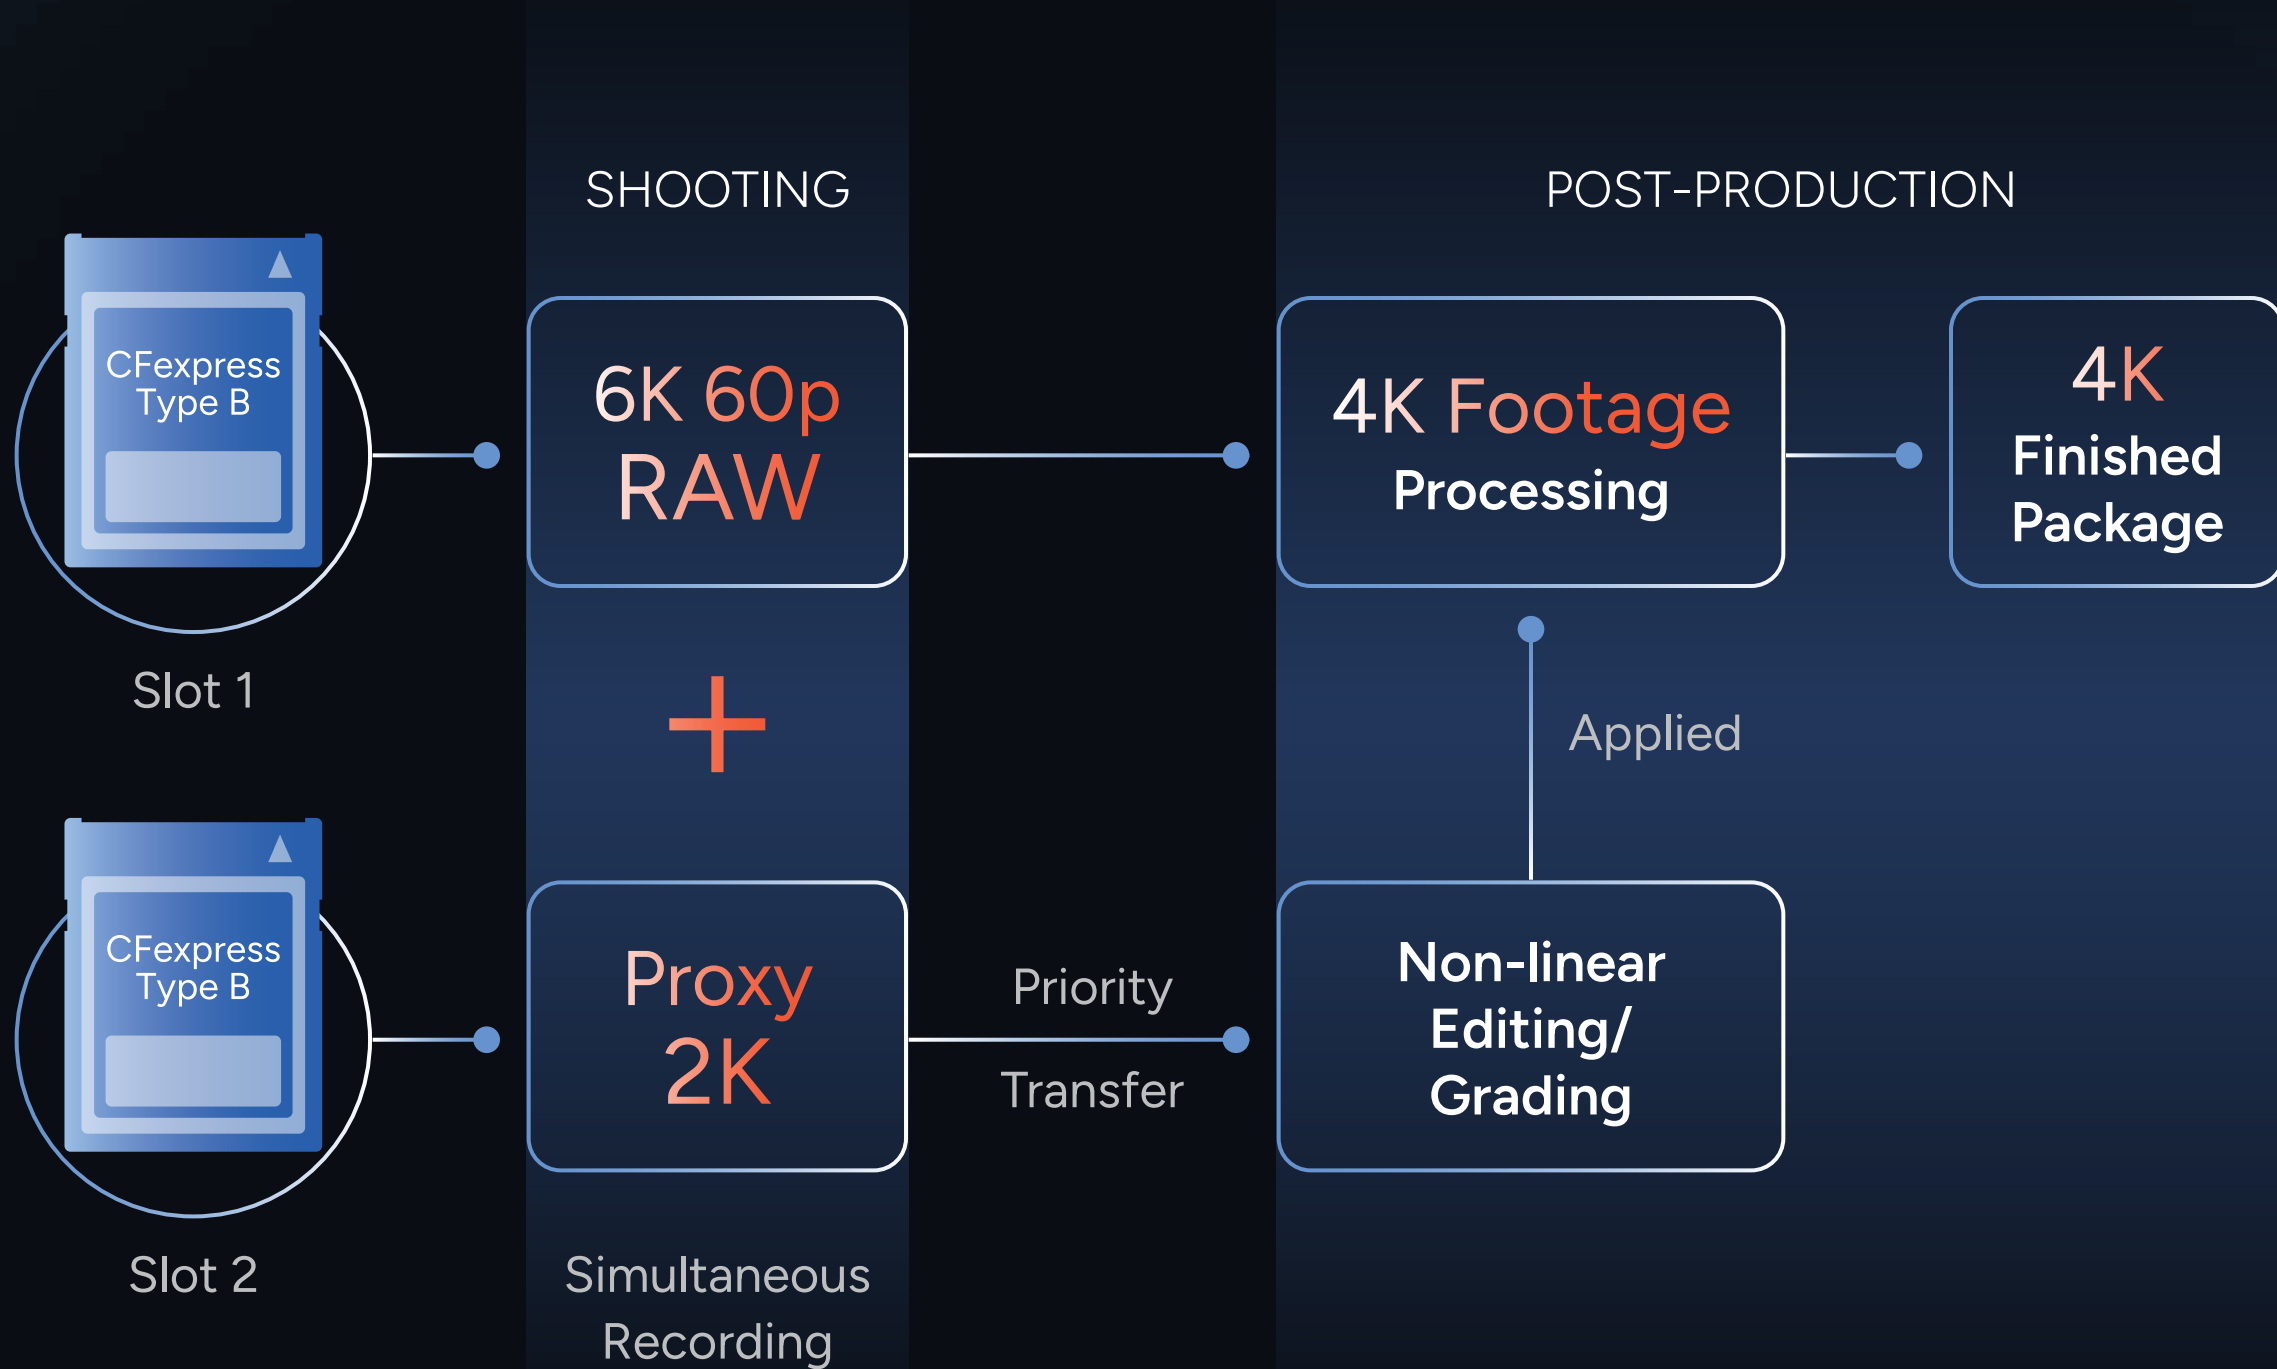 SHOOTING
POST-PRODUCTION
CFexpress
Type B
Slot 1
6K 60p
RAW
4K Footage
Processing
4K
Finished
Package
+
Applied
CFexpress
Type B
Slot 2
Proxy
2K
Simultaneous
Recording
Priority
Transfer
Non-linear
Editing/
Grading